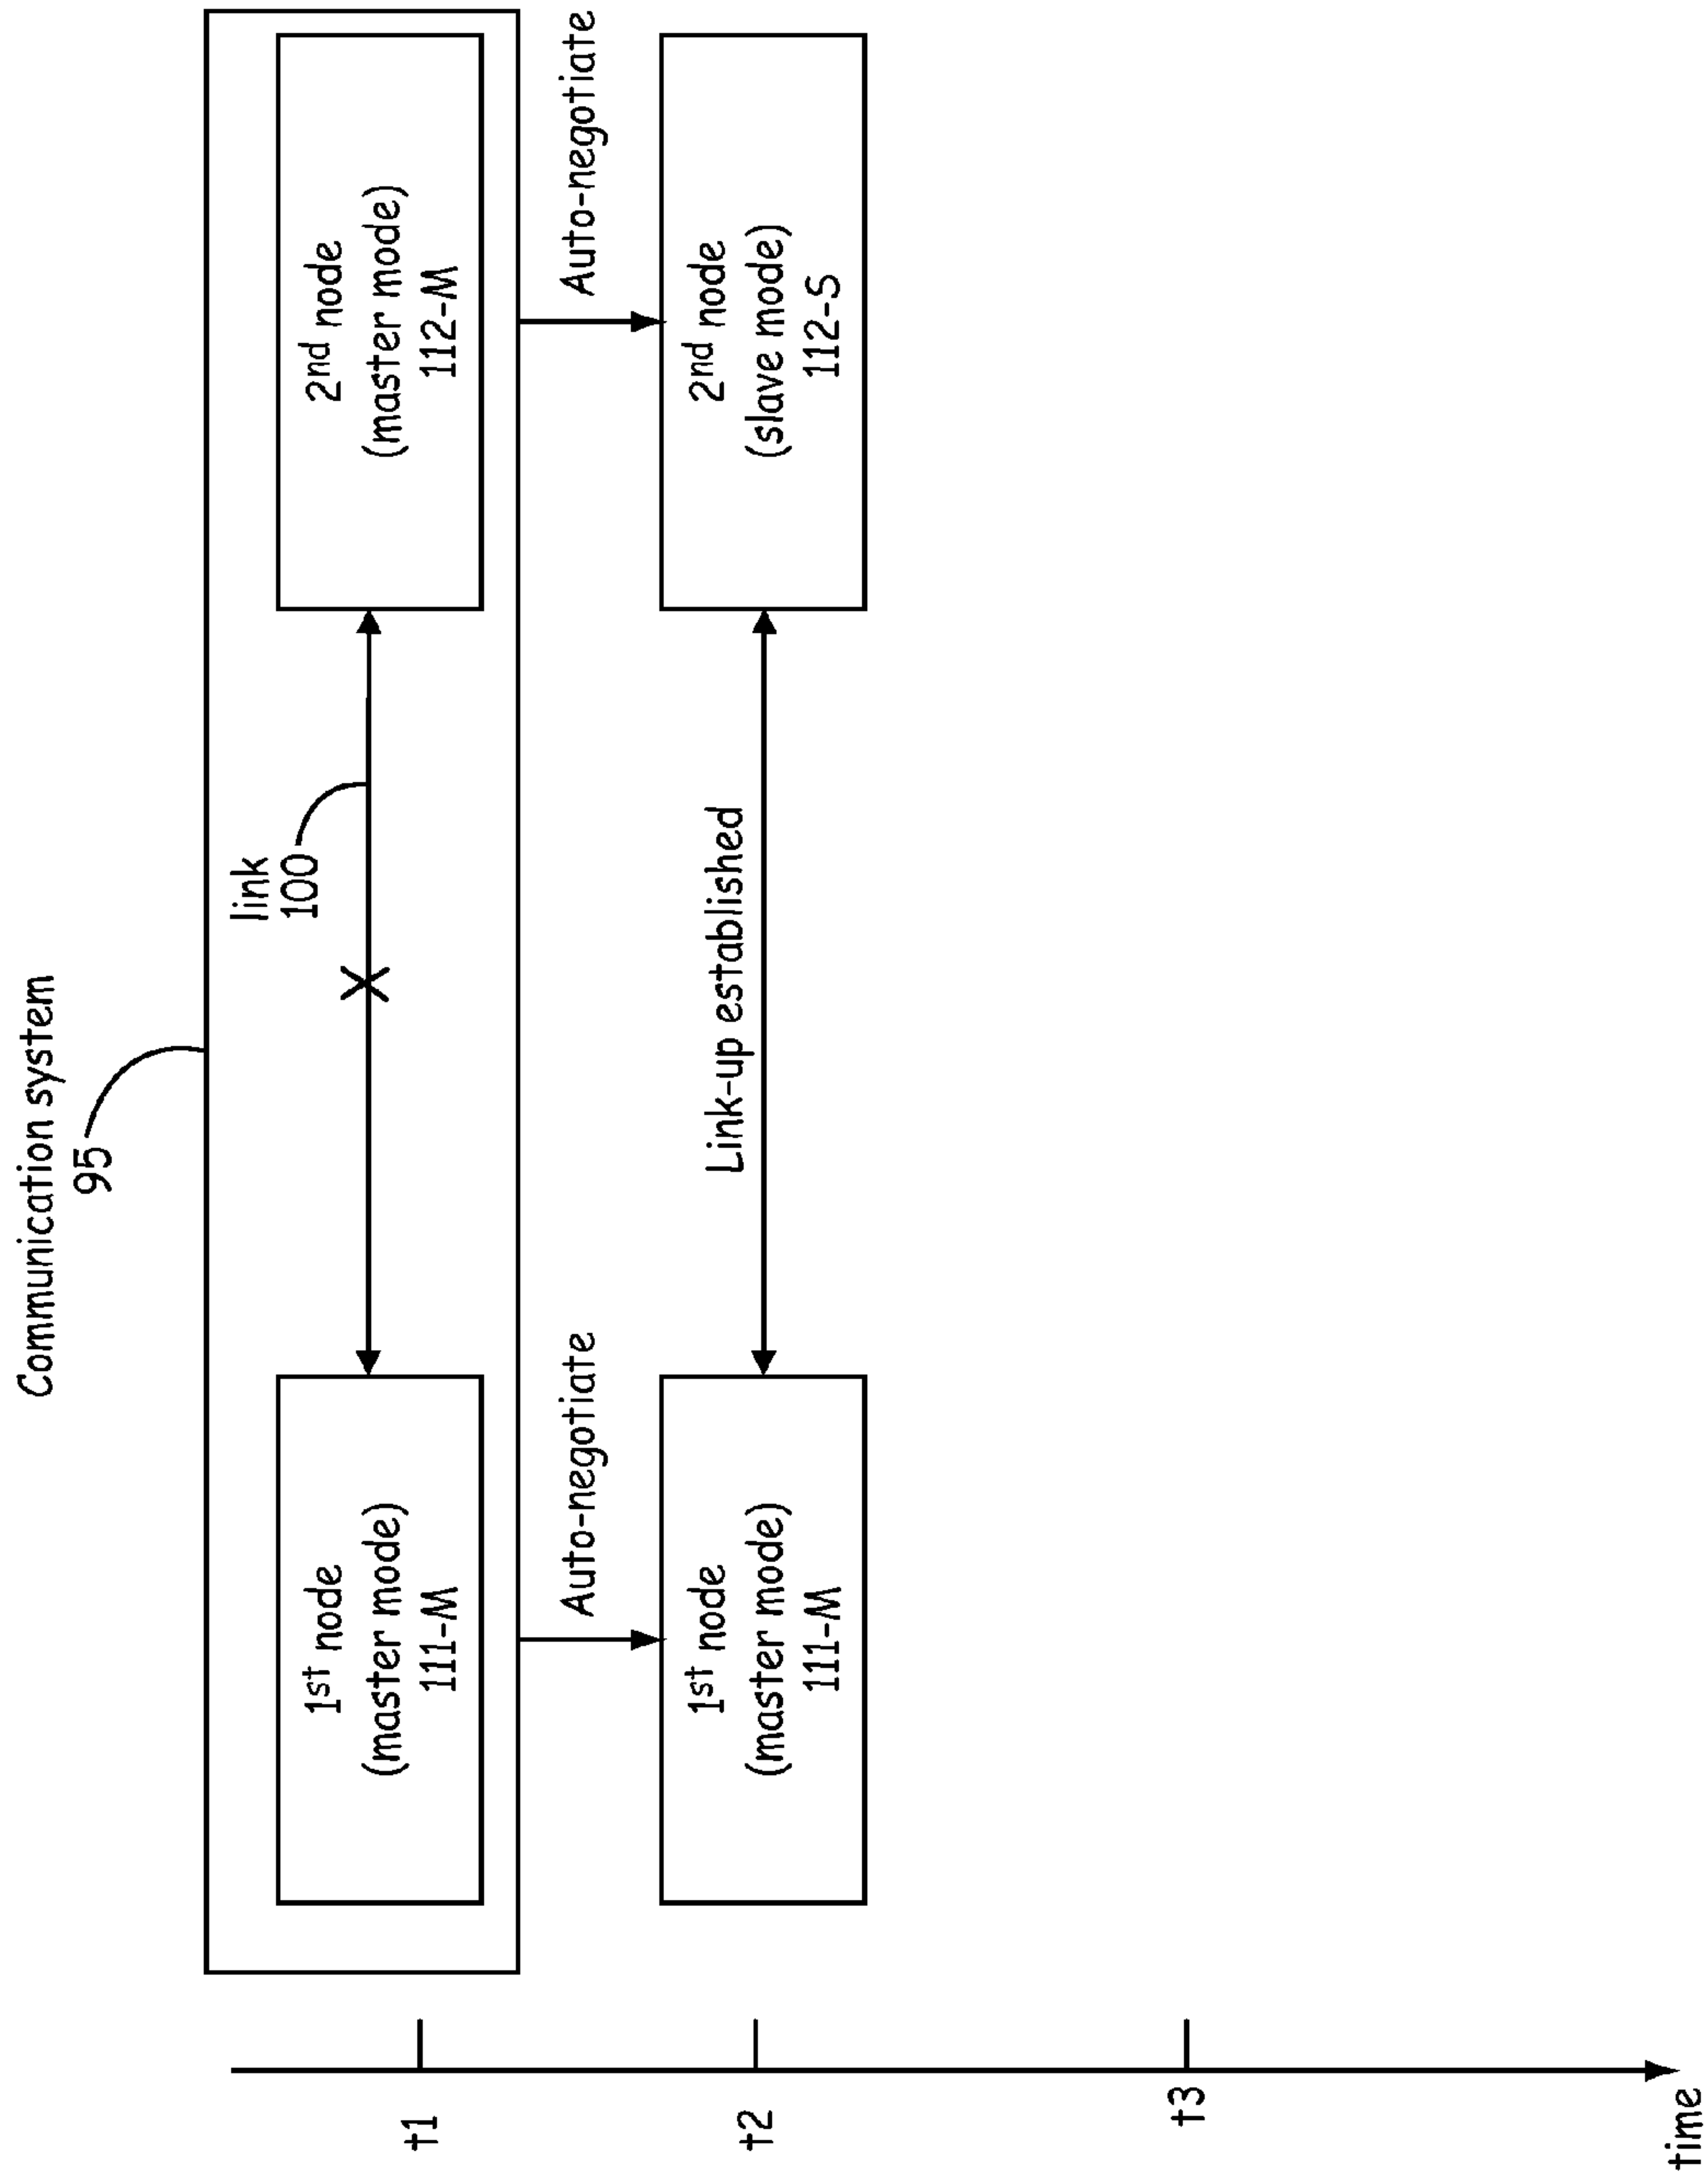 Communication system
95
link
100
1st node
(master mode)
111-M
2nd node
(master mode)
112-M
Auto-negotiate
Auto-negotiate
1st node
(master mode)
111-M
Link-up established
2nd node
(slave mode)
112-S
t1
t2
t3
time